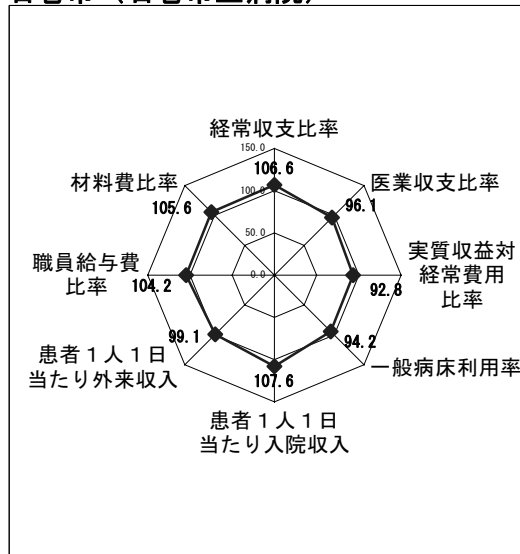 経常収支比率
150.0
106.6
材料費比率
医業収支比率
100.0
105.6
96.1
50.0
職員給与費
比率
実質収益対
経常費用
比率
104.2
0.0
92.8
99.1
94.2
患者１人１日
当たり外来収入
一般病床利用率
107.6
患者１人１日
当たり入院収入